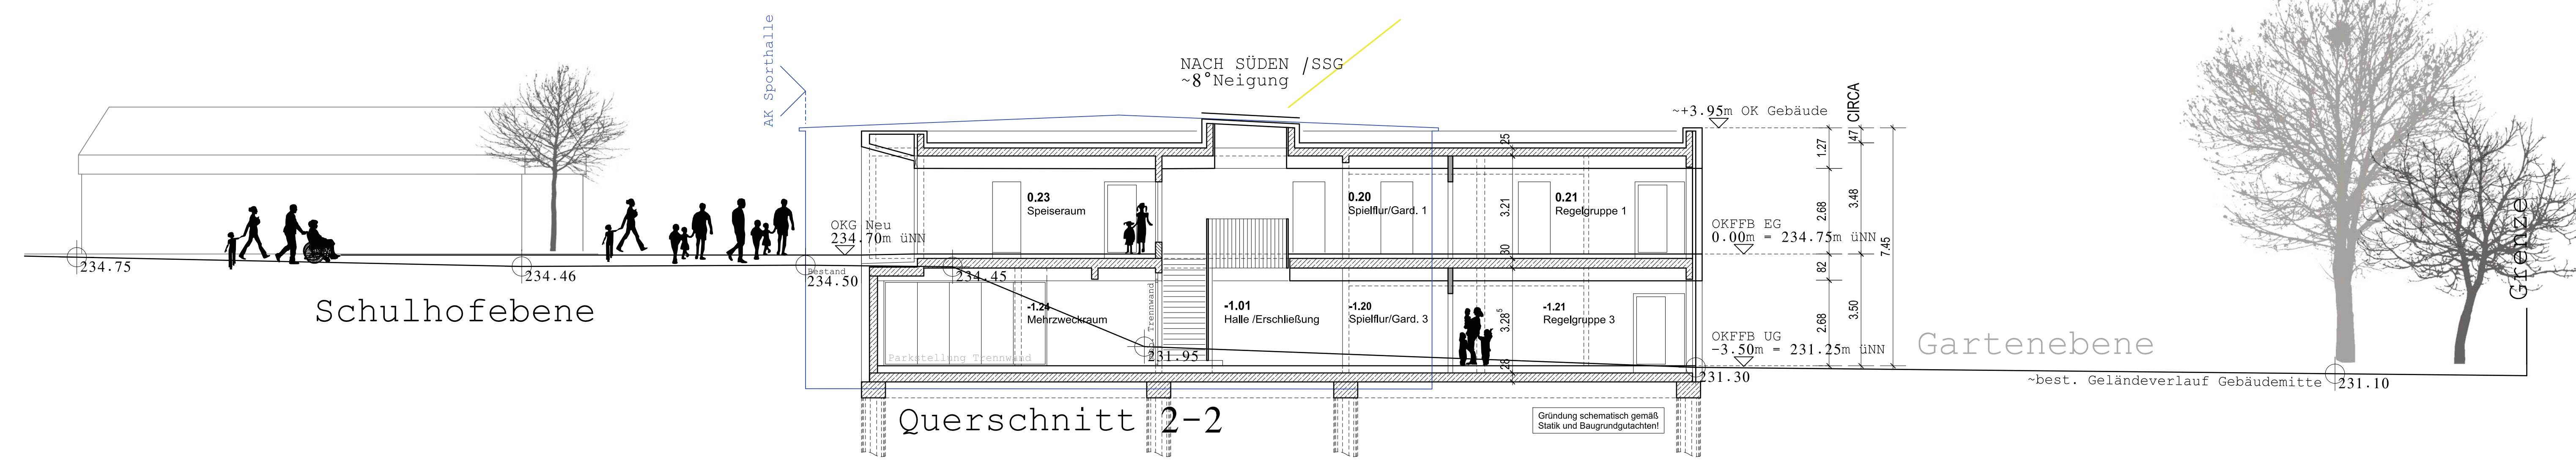 AK Sporthalle
NACH SÜDEN /SSG
~8°Neigung
~+3.95m OK Gebäude
CIRCA
47
1.27
25
0.23
Speiseraum
0.20
Spielflur/Gard. 1
0.21
Regelgruppe 1
3.21
2.68
3.48
7.45
OKG Neu
234.70m üNN
OKFFB EG
0.00m = 234.75m üNN
30
82
234.75
234.46
Bestand
234.50
234.45
Schulhofebene
-1.24
Mehrzweckraum
Trennwand
-1.01
Halle /Erschließung
-1.20
Spielflur/Gard. 3
-1.21
Regelgruppe 3
3.28⁵
2.68
3.50
Grenze
OKFFB UG
-3.50m = 231.25m üNN
Gartenebene
Parkstellung Trennwand
231.95
28
231.30
~best. Geländeverlauf Gebäudemitte
231.10
Querschnitt 2-2
Gründung schematisch gemäß
Statik und Baugrundgutachten!